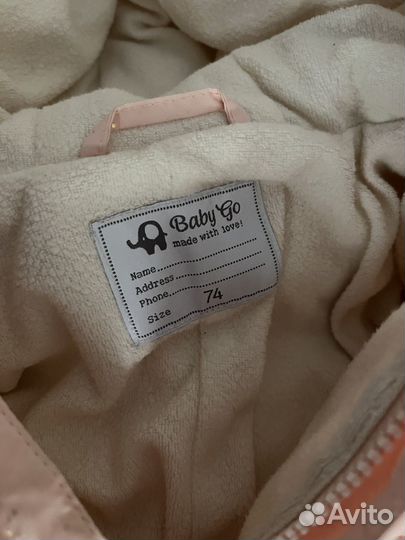 Baby Go
made with love!
Name
Address
Phone
Size 74
Avito